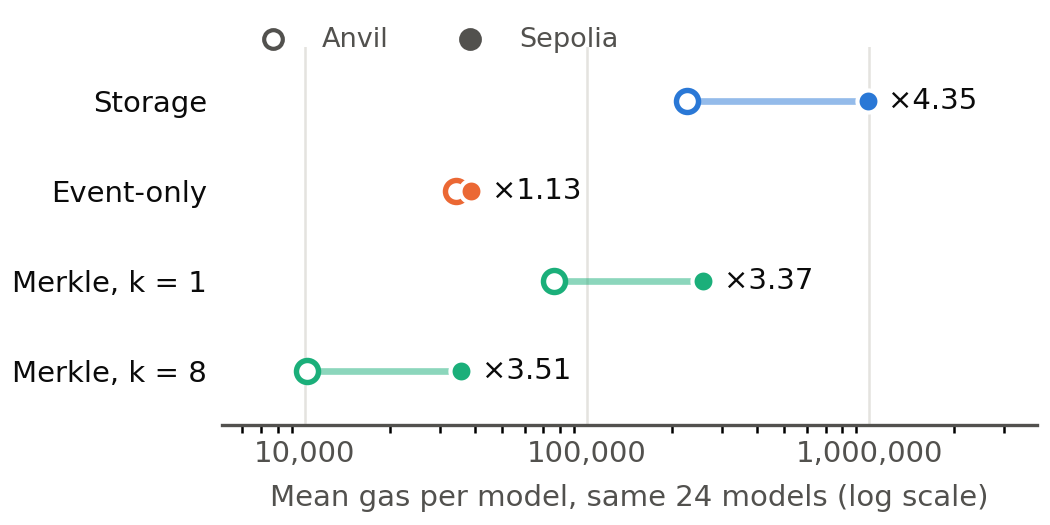 Anvil Sepolia
Storage ×4.35
Event-only ×1.13
Merkle, k = 1 ×3.37
Merkle, k = 8 ×3.51
10,000 100,000 1,000,000
Mean gas per model, same 24 models (log scale)